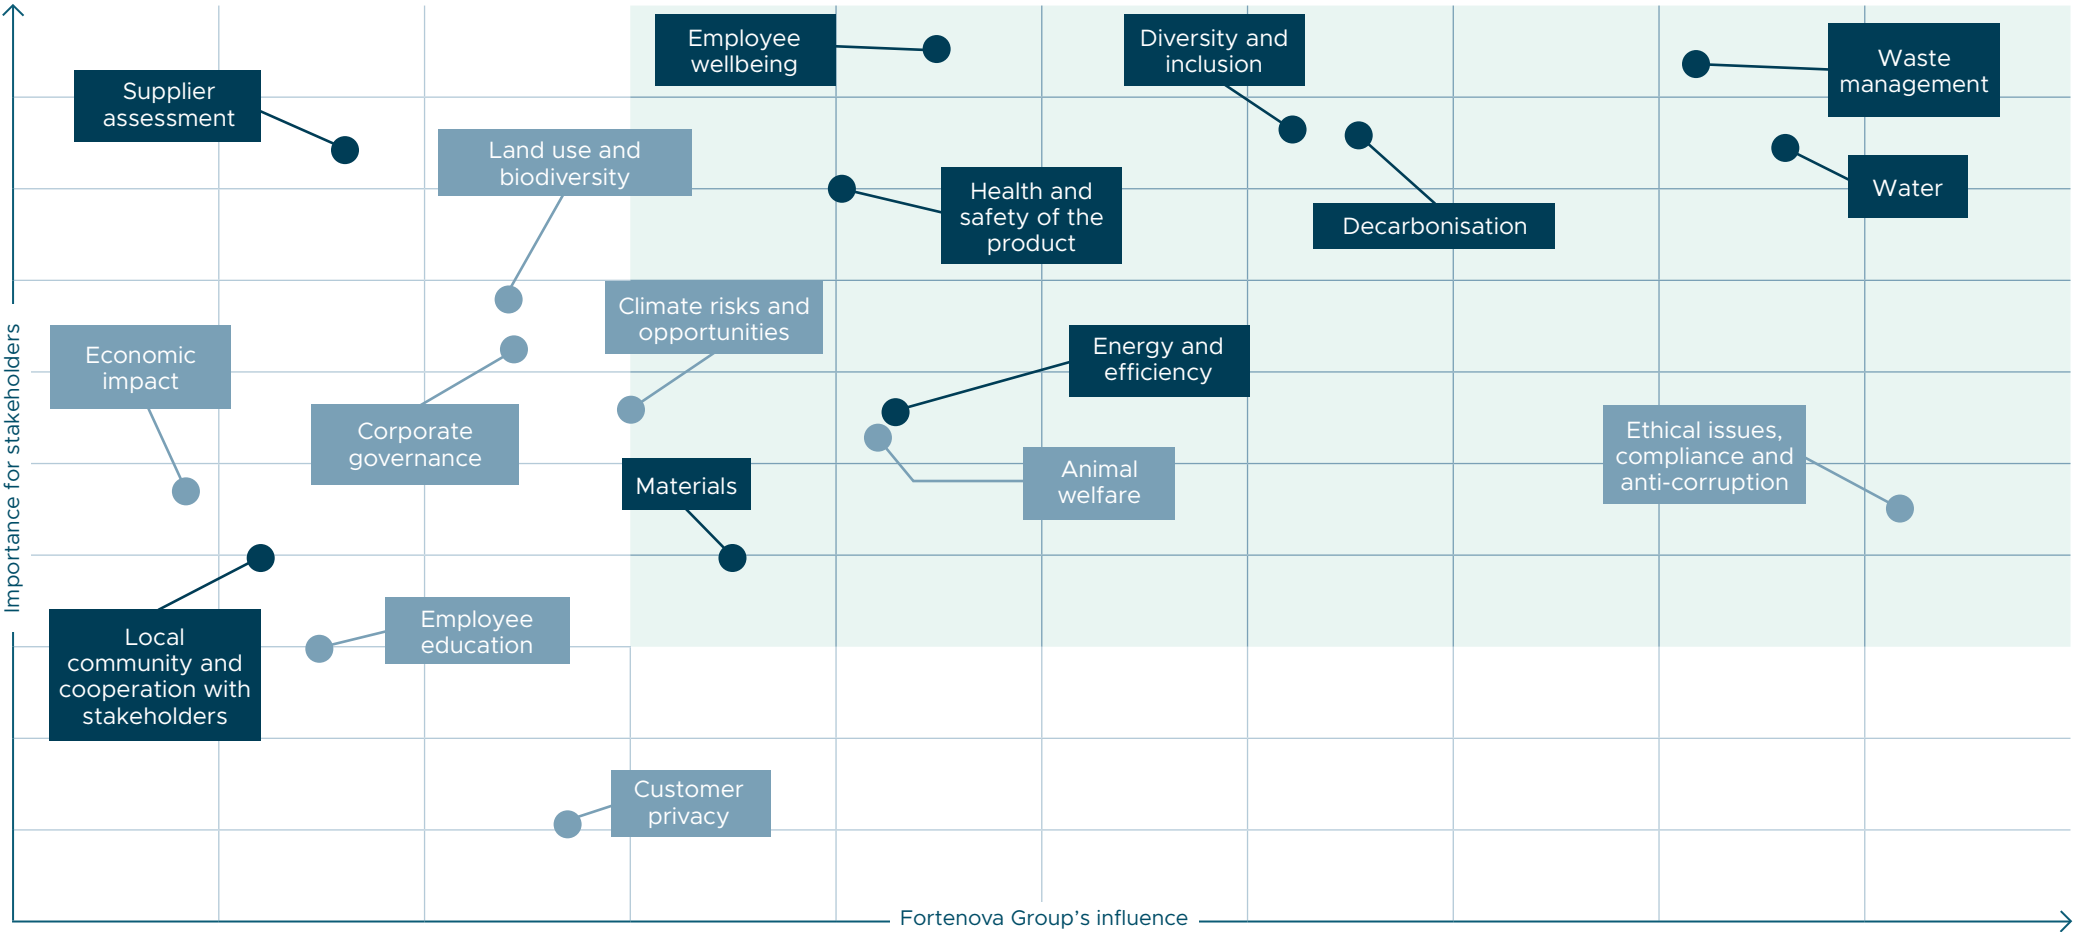 Employee
wellbeing
Diversity and
inclusion
Waste
management
Supplier
assessment
Land use and
biodiversity
Health and
safety of the
product
Water
Decarbonisation
Climate risks and
opportunities
Economic
impact
Energy and
efficiency
Corporate
governance
Ethical issues,
compliance and
anti-corruption
Animal
welfare
Materials
Importance for stakeholders
Local
community and
cooperation with
stakeholders
Employee
education
Customer
privacy
Fortenova Group’s influence